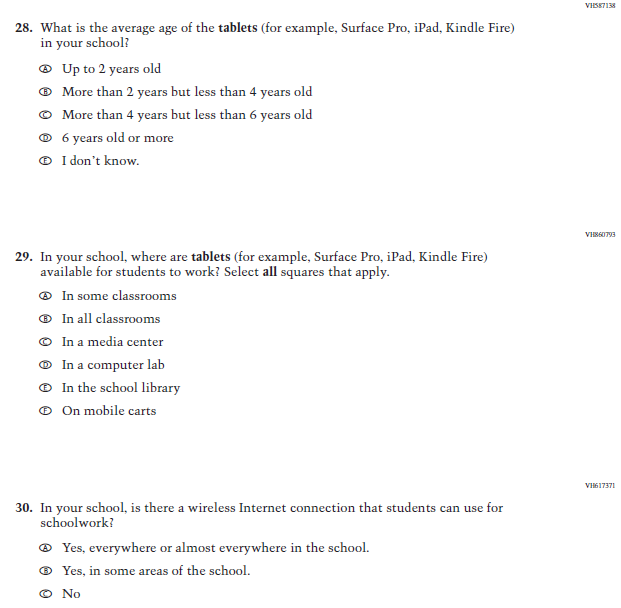 VH587138
28. What is the average age of the tablets (for example, Surface Pro, iPad, Kindle Fire)
in your school?
A Up to 2 years old
B More than 2 years but less than 4 years old
C More than 4 years but less than 6 years old
D 6 years old or more
E I don't know.
VH860793
29. In your school, where are tablets (for example, Surface Pro, iPad, Kindle Fire)
available for students to work? Select all squares that apply.
A In some classrooms
B In all classrooms
C In a media center
D In a computer lab
E In the school library
F On mobile carts
VH617371
30. In your school, is there a wireless Internet connection that students can use for
schoolwork?
A Yes, everywhere or almost everywhere in the school.
B Yes, in some areas of the school.
C No